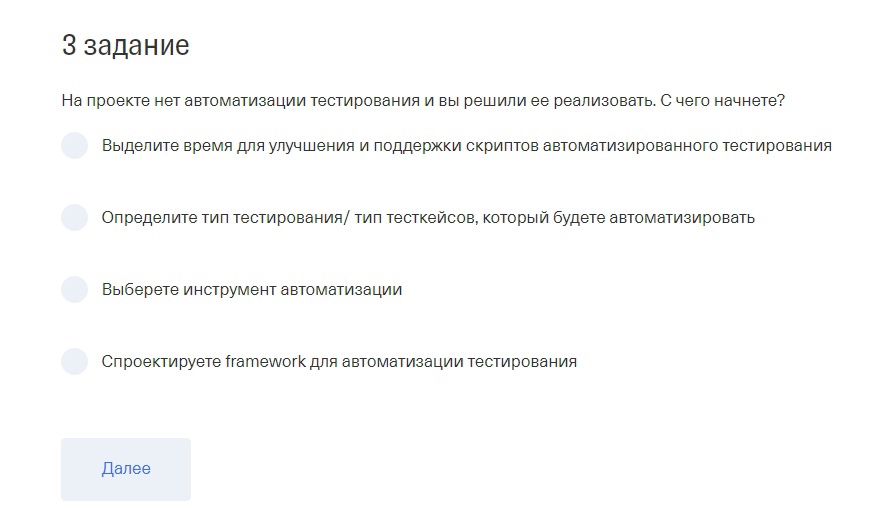 3 задание
На проекте нет автоматизации тестирования и вы решили ее реализовать. С чего начнете?
Выделите время для улучшения и поддержки скриптов автоматизированного тестирования
Определите тип тестирования/ тип тесткейсов, который будете автоматизировать
Выберете инструмент автоматизации
Спроектируете framework для автоматизации тестирования
Далее